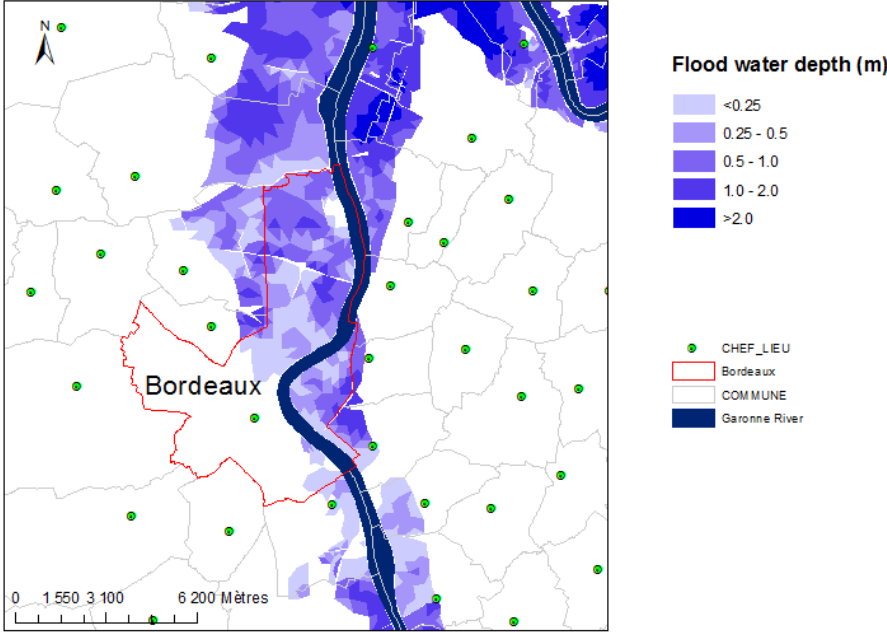 N
Bordeaux
0 1 550 3 100 6 200 Mètres
Flood water depth (m)
<0.25
0.25 - 0.5
0.5 - 1.0
1.0 - 2.0
>2.0
CHEF_LIEU
Bordeaux
COMMUNE
Garonne River